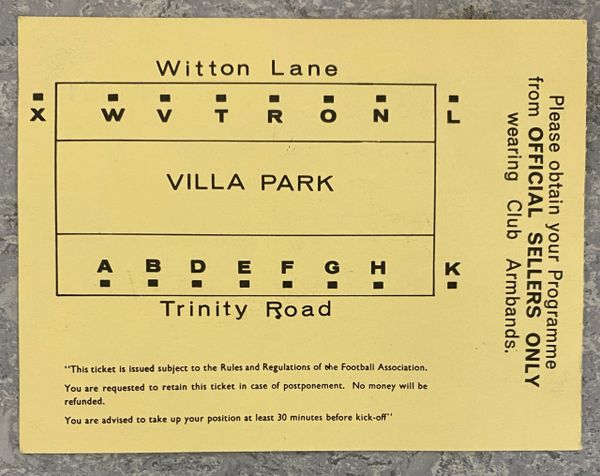 Witton Lane
X W V T R O N L
VILLA PARK
A B D E F G H K
Trinity Road
"This ticket is issued subject to the Rules and Regulations of the Football Association.
You are requested to retain this ticket in case of postponement. No money will be
refunded.
You are advised to take up your position at least 30 minutes before kick-off"
Please obtain your Programme
from OFFICIAL SELLERS ONLY
wearing Club Armbands.